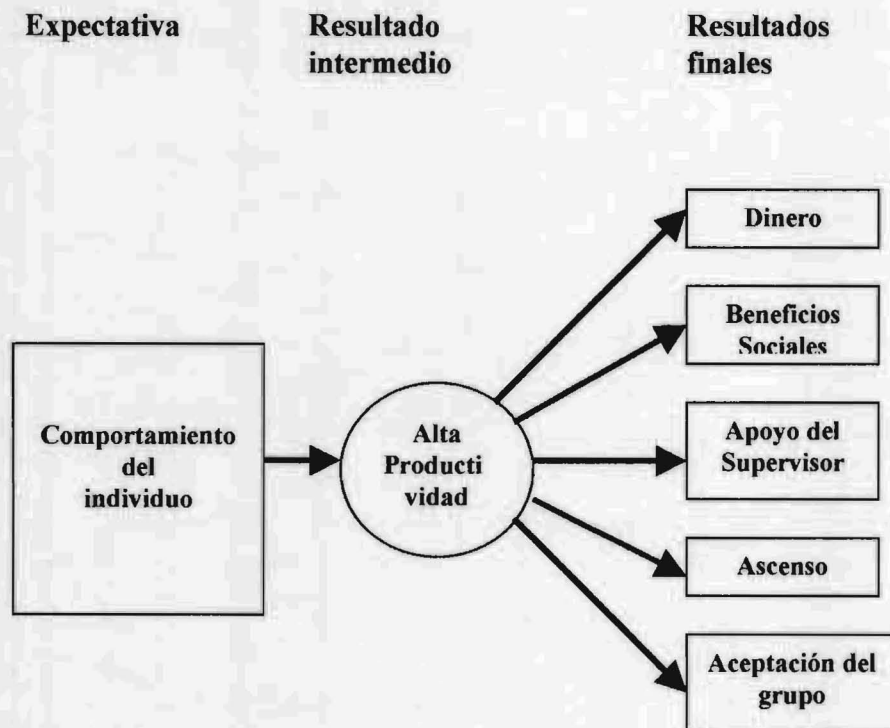 Expectativa
Resultado
intermedio
Resultados
finales
Comportamiento
del
individuo
Alta
Producti
vidad
Dinero
Beneficios
Sociales
Apoyo del
Supervisor
Ascenso
Aceptación del
grupo